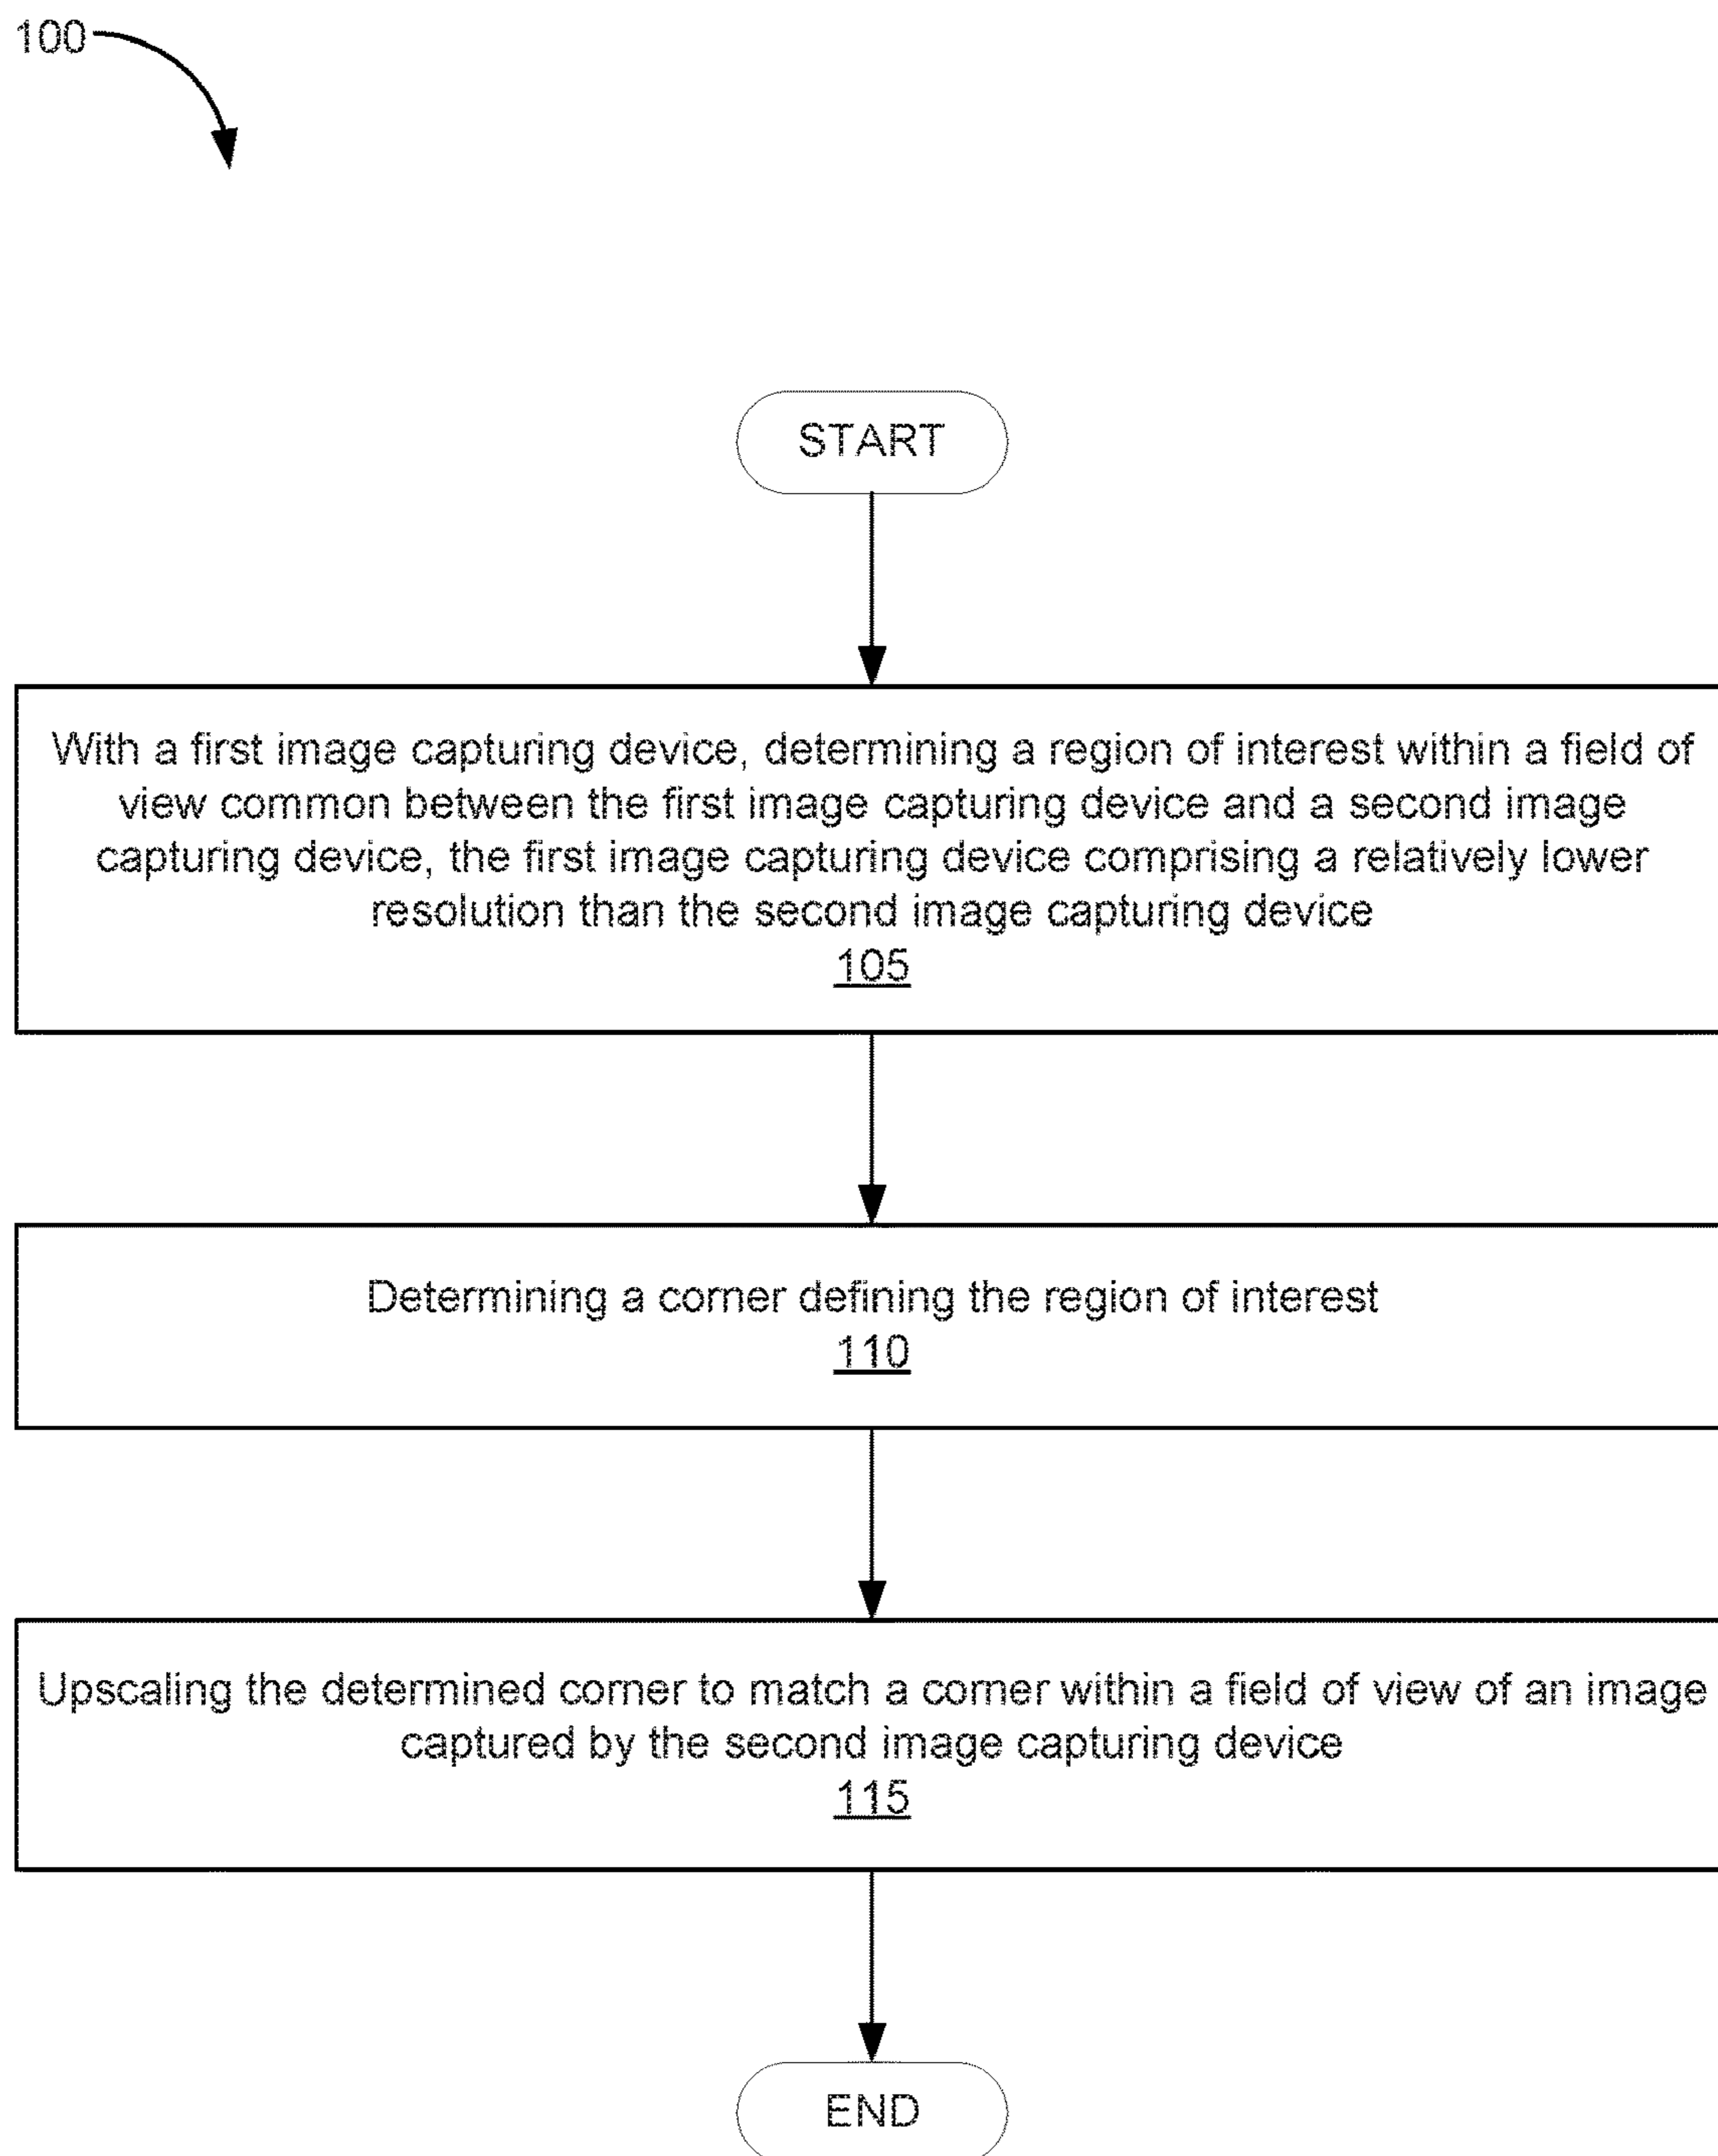 100
START
With a first image capturing device, determining a region of interest within a field of
view common between the first image capturing device and a second image
capturing device, the first image capturing device comprising a relatively lower
resolution than the second image capturing device
105
Determining a corner defining the region of interest
110
Upscaling the determined corner to match a corner within a field of view of an image
captured by the second image capturing device
115
END